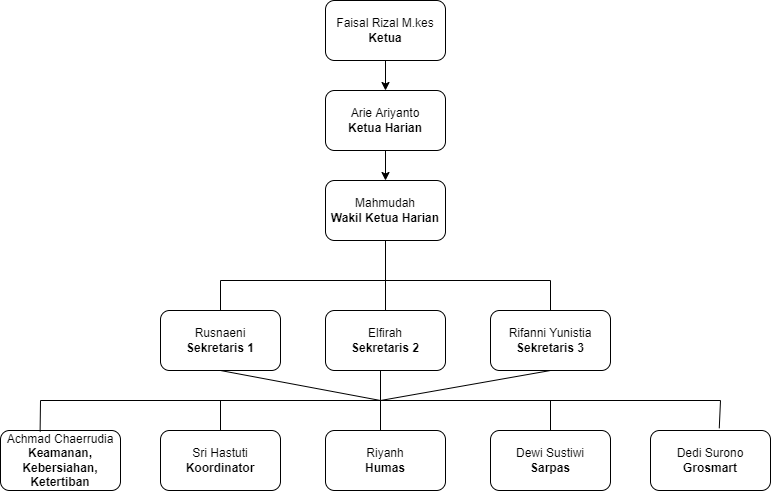 Faisal Rizal M.kes
Ketua
Arie Ariyanto
Ketua Harian
Mahmudah
Wakil Ketua Harian
Rusnaeni
Sekretaris 1
Elfirah
Sekretaris 2
Rifanni Yunistia
Sekretaris 3
Achmad Chaerrudia
Keamanan,
Kebersiahan,
Ketertiban
Sri Hastuti
Koordinator
Riyanh
Humas
Dewi Sustiwi
Sarpas
Dedi Surono
Grosmart